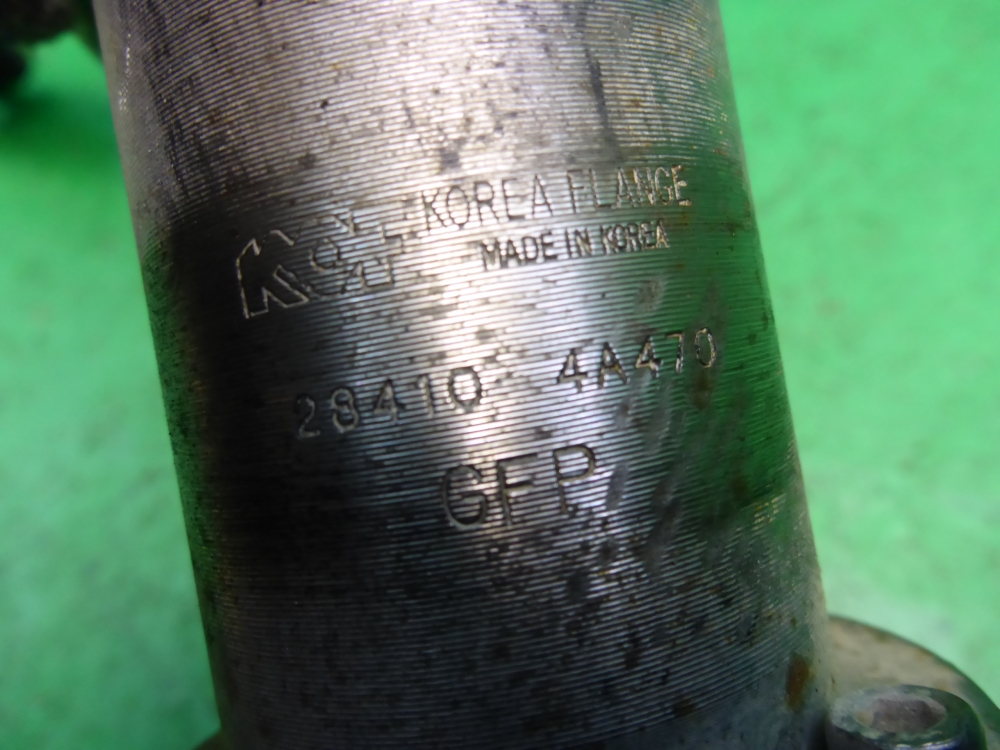 KOREA FLANGE
MADE IN KOREA
28410 4A470
GFP